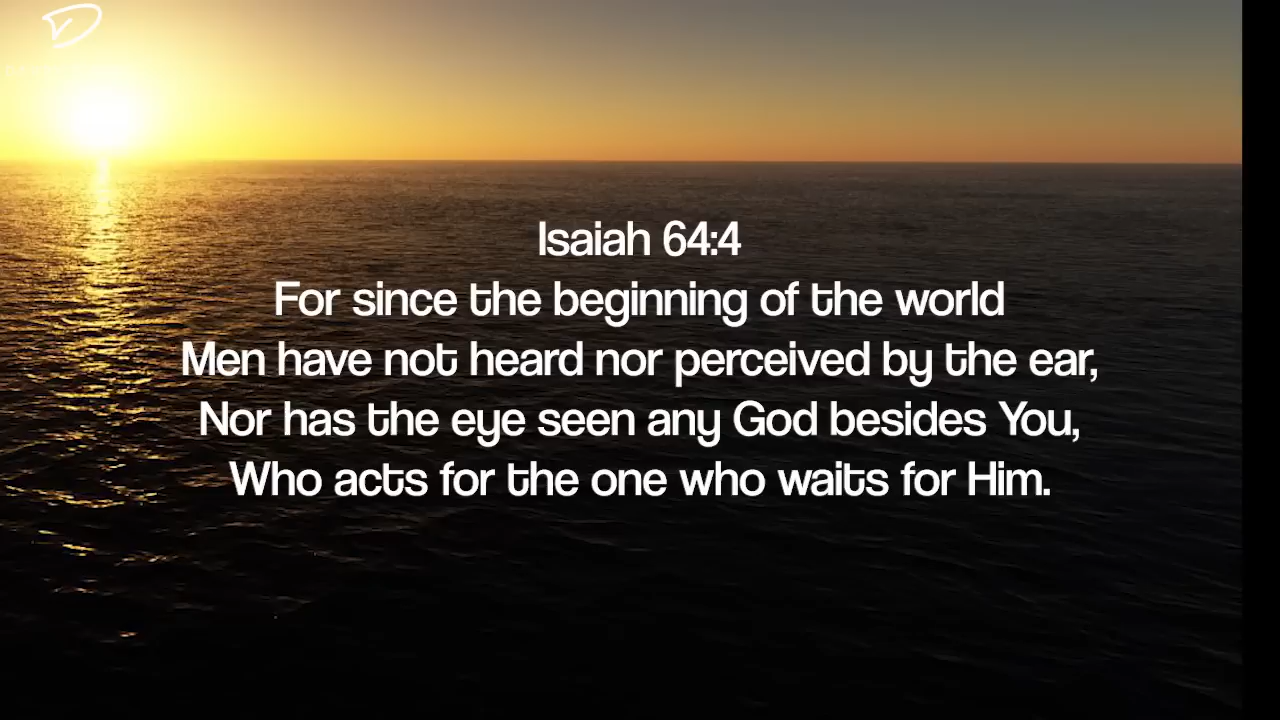 Isaiah 64:4
For since the beginning of the world
Men have not heard nor perceived by the ear,
Nor has the eye seen any God besides You,
Who acts for the one who waits for Him.